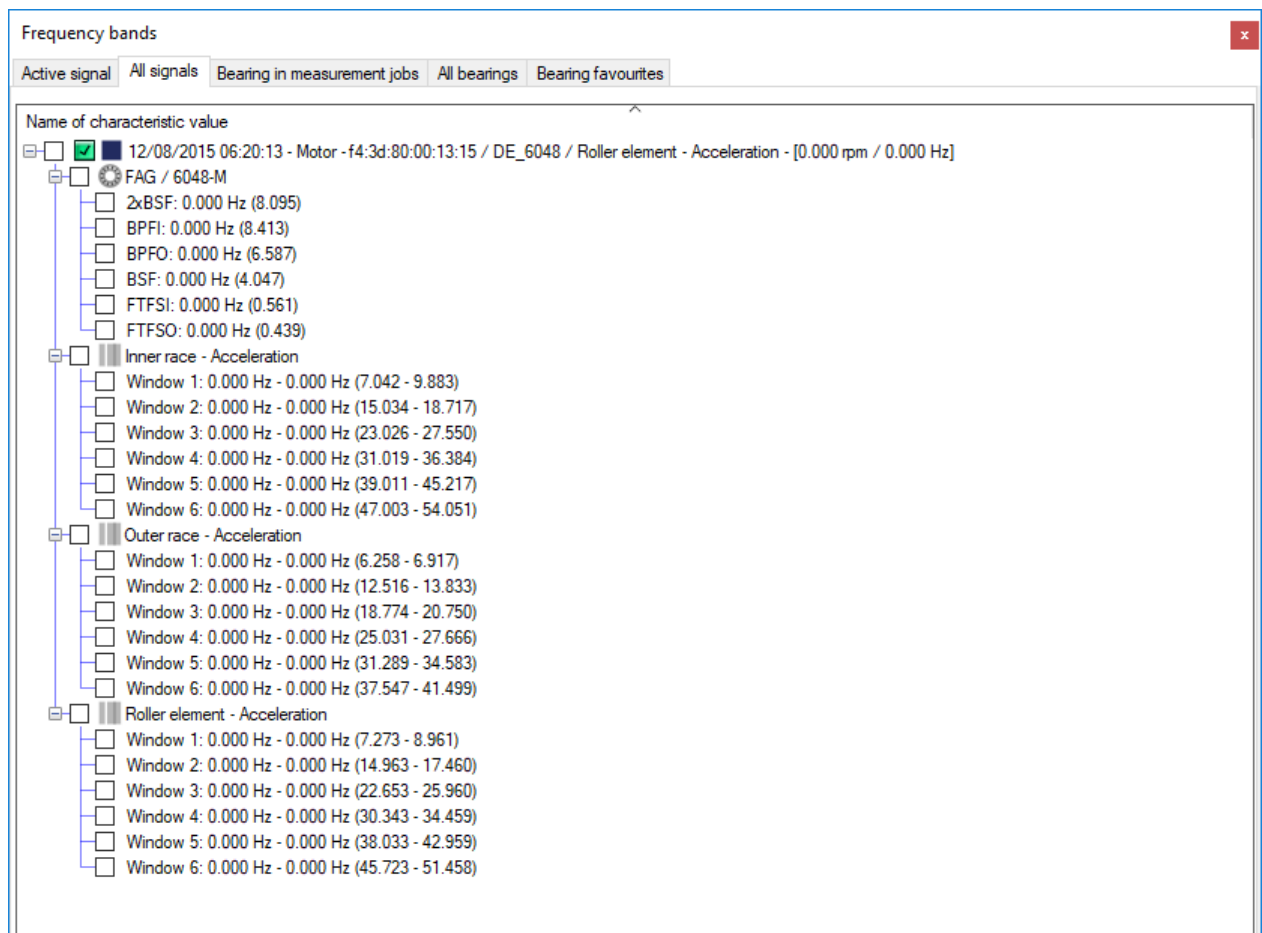 Frequency bands
x
Active signal All signals Bearing in measurement jobs All bearings Bearing favourites
Name of characteristic value
12/08/2015 06:20:13 - Motor - f4:3d:80:00:13:15 / DE_6048 / Roller element - Acceleration - [0.000 rpm / 0.000 Hz]
FAG / 6048-M
2xBSF: 0.000 Hz (8.095)
BPFI: 0.000 Hz (8.413)
BPFO: 0.000 Hz (6.587)
BSF: 0.000 Hz (4.047)
FTFSI: 0.000 Hz (0.561)
FTFSO: 0.000 Hz (0.439)
Inner race - Acceleration
Window 1: 0.000 Hz - 0.000 Hz (7.042 - 9.883)
Window 2: 0.000 Hz - 0.000 Hz (15.034 - 18.717)
Window 3: 0.000 Hz - 0.000 Hz (23.026 - 27.550)
Window 4: 0.000 Hz - 0.000 Hz (31.019 - 36.384)
Window 5: 0.000 Hz - 0.000 Hz (39.011 - 45.217)
Window 6: 0.000 Hz - 0.000 Hz (47.003 - 54.051)
Outer race - Acceleration
Window 1: 0.000 Hz - 0.000 Hz (6.258 - 6.917)
Window 2: 0.000 Hz - 0.000 Hz (12.516 - 13.833)
Window 3: 0.000 Hz - 0.000 Hz (18.774 - 20.750)
Window 4: 0.000 Hz - 0.000 Hz (25.031 - 27.666)
Window 5: 0.000 Hz - 0.000 Hz (31.289 - 34.583)
Window 6: 0.000 Hz - 0.000 Hz (37.547 - 41.499)
Roller element - Acceleration
Window 1: 0.000 Hz - 0.000 Hz (7.273 - 8.961)
Window 2: 0.000 Hz - 0.000 Hz (14.963 - 17.460)
Window 3: 0.000 Hz - 0.000 Hz (22.653 - 25.960)
Window 4: 0.000 Hz - 0.000 Hz (30.343 - 34.459)
Window 5: 0.000 Hz - 0.000 Hz (38.033 - 42.959)
Window 6: 0.000 Hz - 0.000 Hz (45.723 - 51.458)